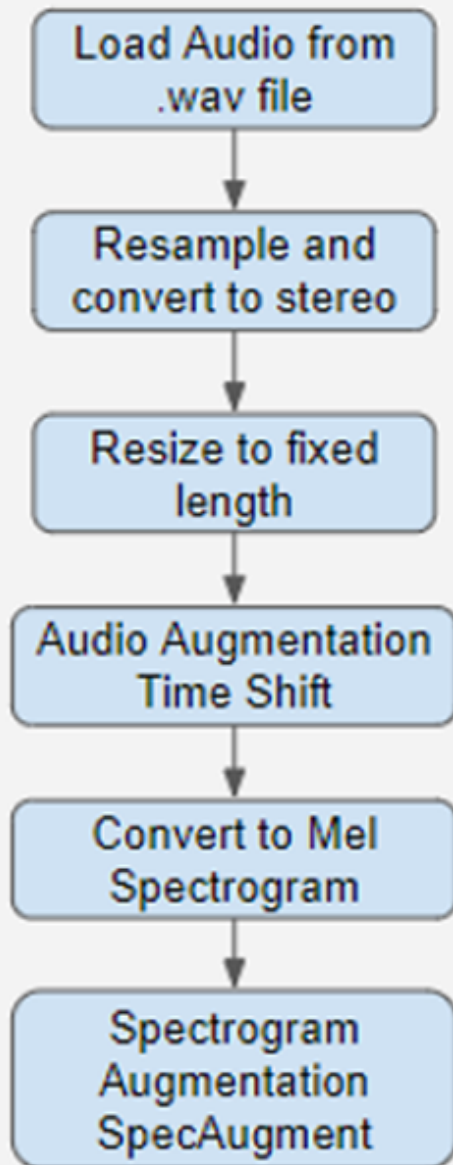 Load Audio from
.wav file
Resample and
convert to stereo
Resize to fixed
length
Audio Augmentation
Time Shift
Convert to Mel
Spectrogram
Spectrogram
Augmentation
SpecAugment